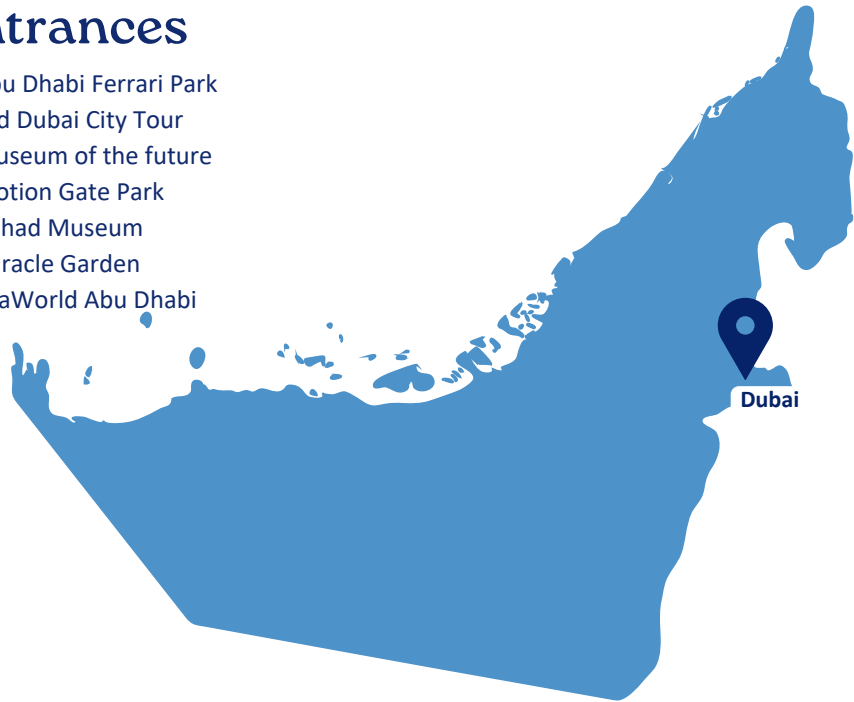 ntrances
bu Dhabi Ferrari Park
d Dubai City Tour
useum of the future
otion Gate Park
had Museum
racle Garden
aWorld Abu Dhabi
Dubai